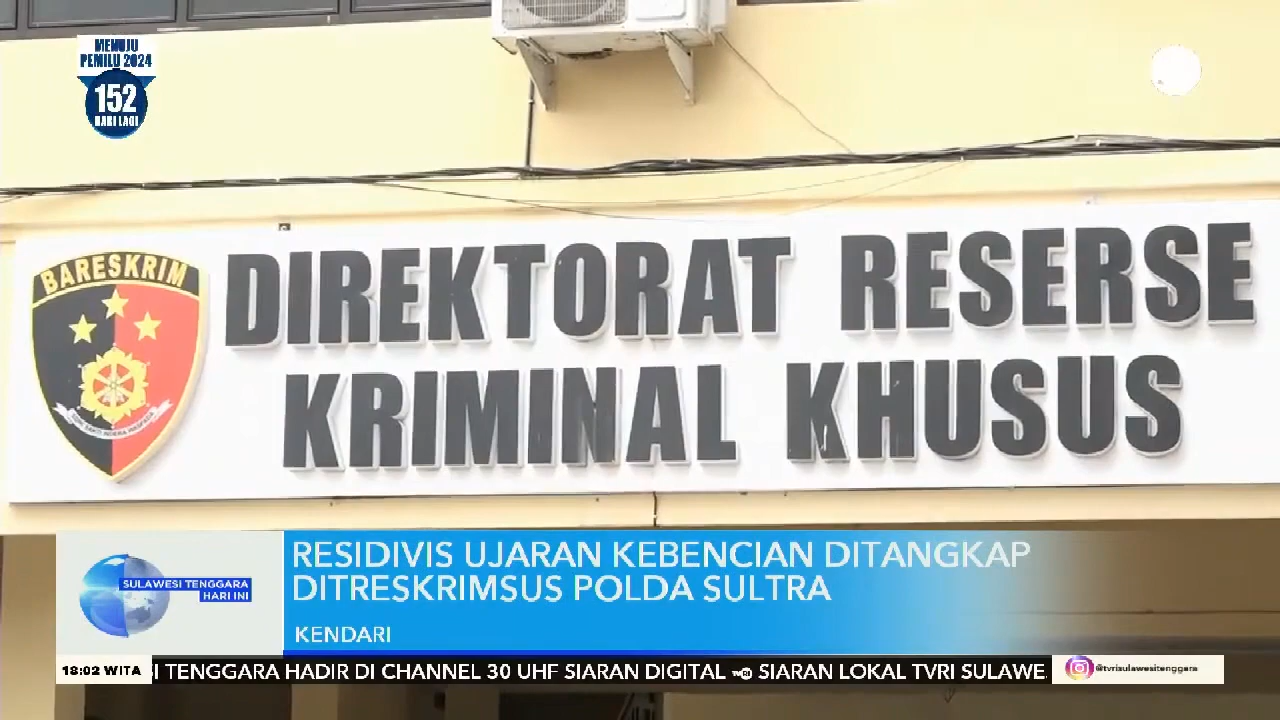 MENUJU
PEMILU 2024
152
HARI LAGI
BARESKRIM
DIREKTORAT RESERSE
KRIMINAL KHUSUS
SULAWESI TENGGARA
HARI INI
RESIDIVIS UJARAN KEBENCIAN DITANGKAP
DITRESKRIMSUS POLDA SULTRA
KENDARI
18:02 WITA
SI TENGGARA HADIR DI CHANNEL 30 UHF SIARAN DIGITAL TVRI SIARAN LOKAL TVRI SULAWE
@tvrisulawesitenggara